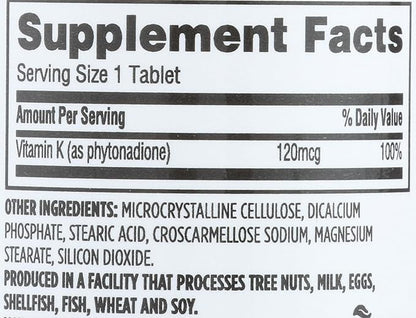 Supplement Facts
Serving Size 1 Tablet
Amount Per Serving % Daily Value
Vitamin K (as phytonadione) 120mcg 100%
OTHER INGREDIENTS: MICROCRYSTALLINE CELLULOSE, DICALCIUM
PHOSPHATE, STEARIC ACID, CROSCARMELLOSE SODIUM, MAGNESIUM
STEARATE, SILICON DIOXIDE.
PRODUCED IN A FACILITY THAT PROCESSES TREE NUTS, MILK, EGGS,
SHELLFISH, FISH, WHEAT AND SOY.